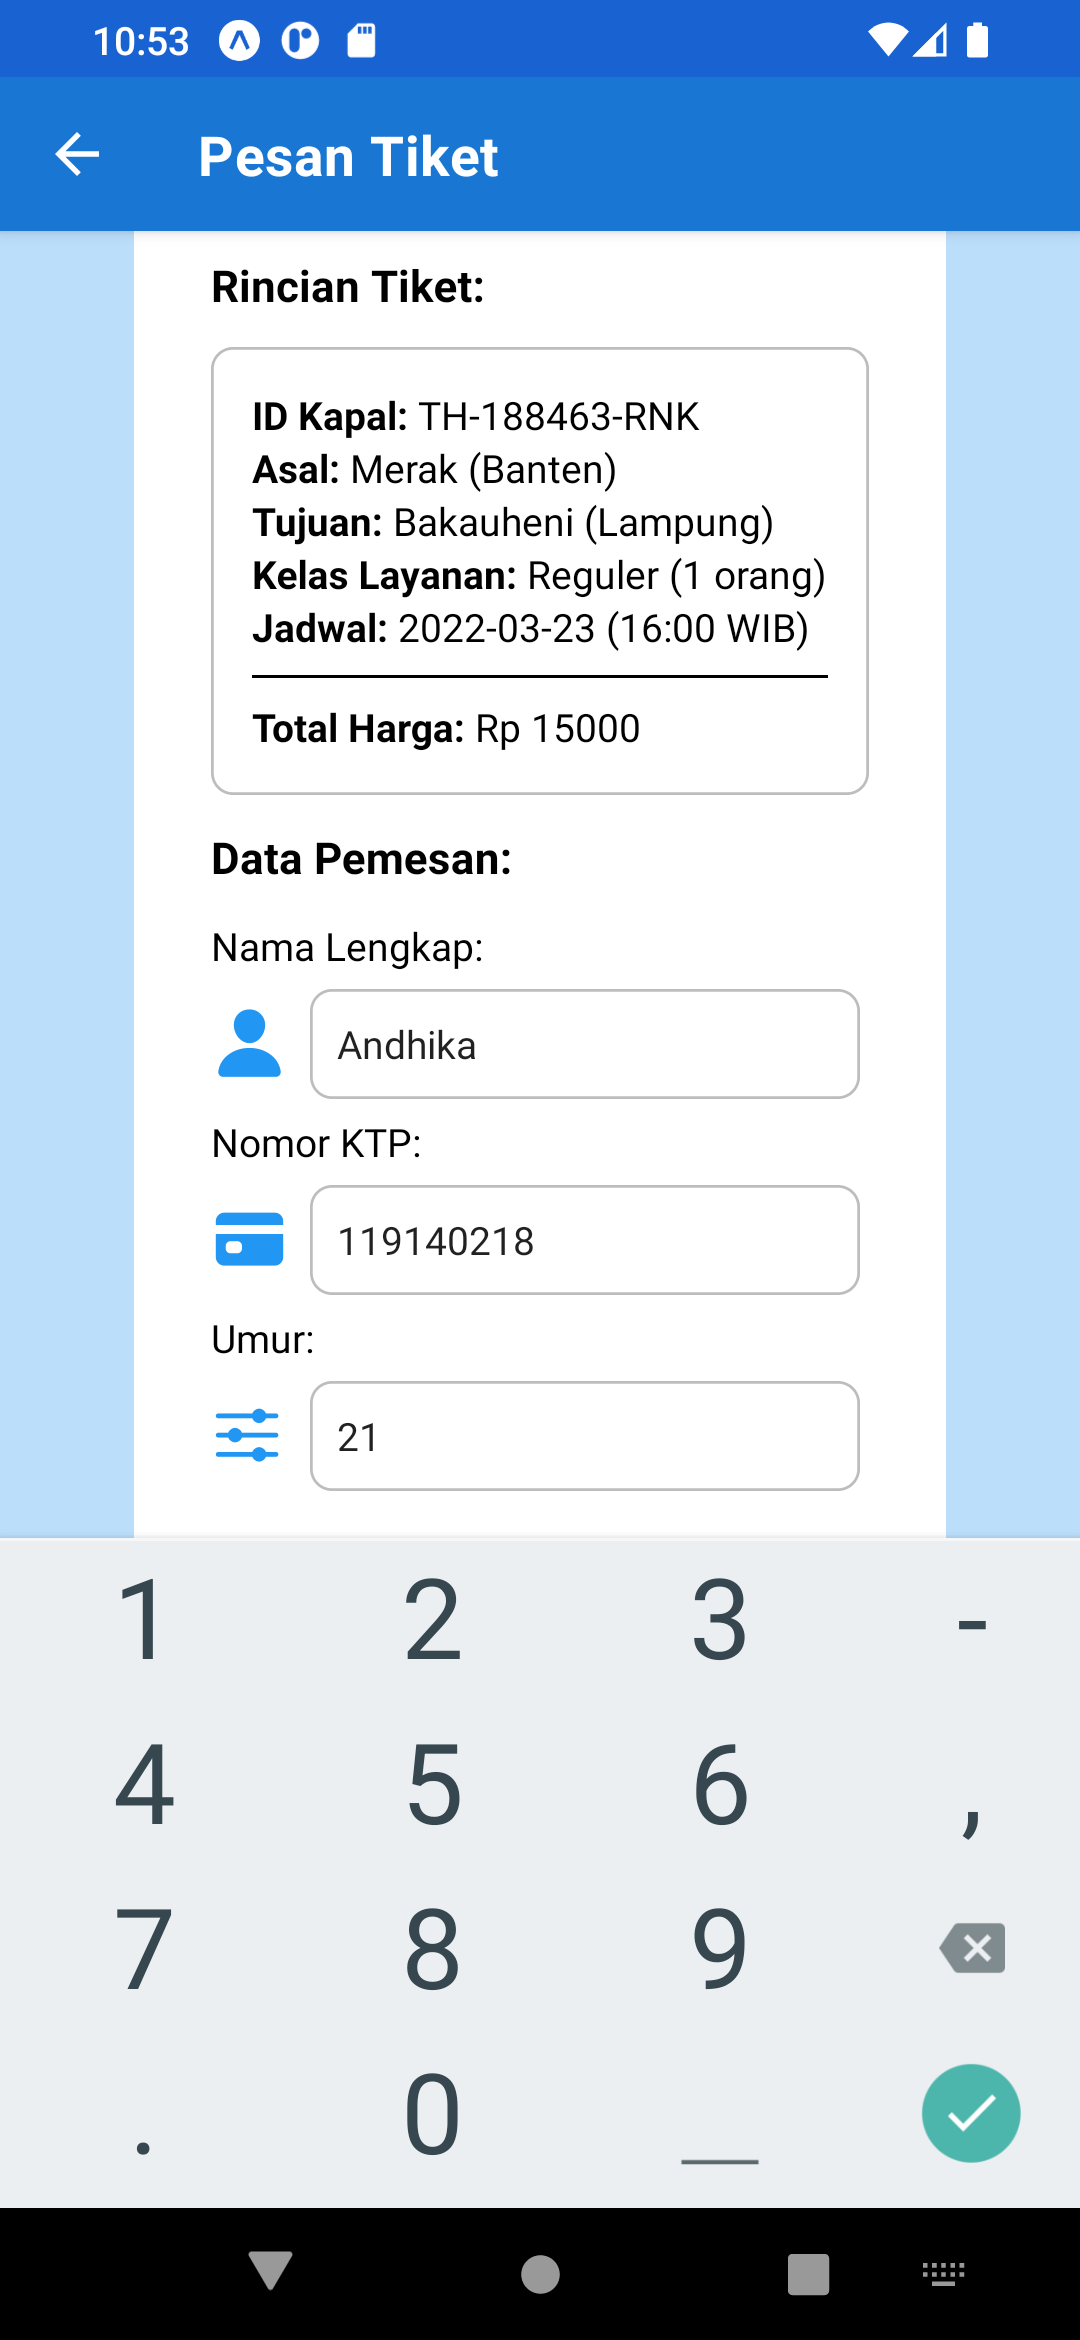 10:53
Pesan Tiket
Rincian Tiket:
ID Kapal: TH-188463-RNK
Asal: Merak (Banten)
Tujuan: Bakauheni (Lampung)
Kelas Layanan: Reguler (1 orang)
Jadwal: 2022-03-23 (16:00 WIB)
Total Harga: Rp 15000
Data Pemesan:
Nama Lengkap:
Andhika
Nomor KTP:
119140218
Umur:
21
1 2 3 -
4 5 6 ,
7 8 9
. 0